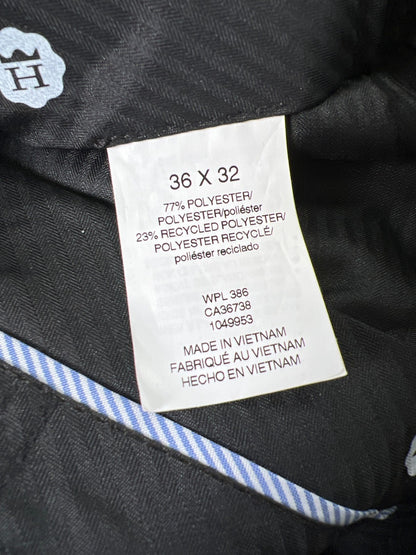 H
36 X 32
77% POLYESTER/
POLYESTER/poliéster
23% RECYCLED POLYESTER/
POLYESTER RECYCLÉ/
poliéster reciclado
WPL 386
CA36738
1049953
MADE IN VIETNAM
FABRIQUÉ AU VIETNAM
HECHO EN VIETNAM